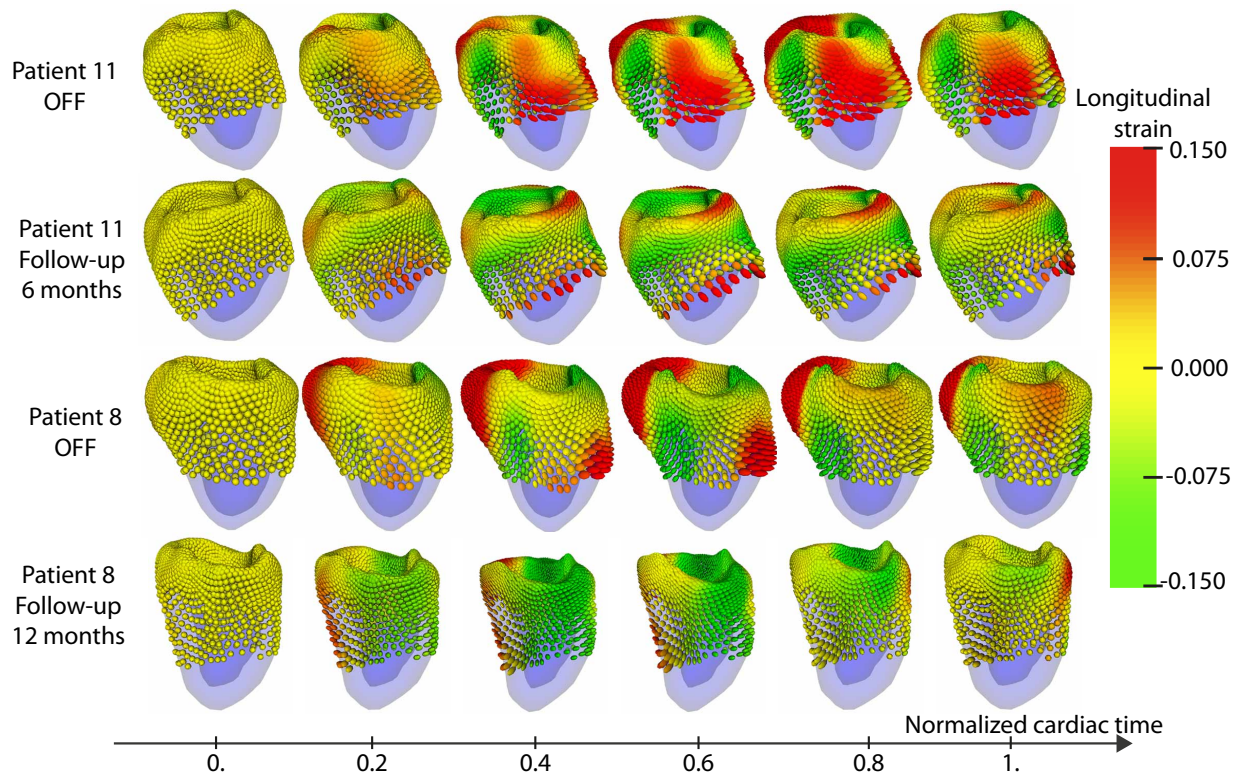 Patient 11
OFF
Longitudinal
strain
0.150
Patient 11
Follow-up
6 months
0.075
0.000
Patient 8
OFF
-0.075
-0.150
Patient 8
Follow-up
12 months
Normalized cardiac time
0. 0.2 0.4 0.6 0.8 1.